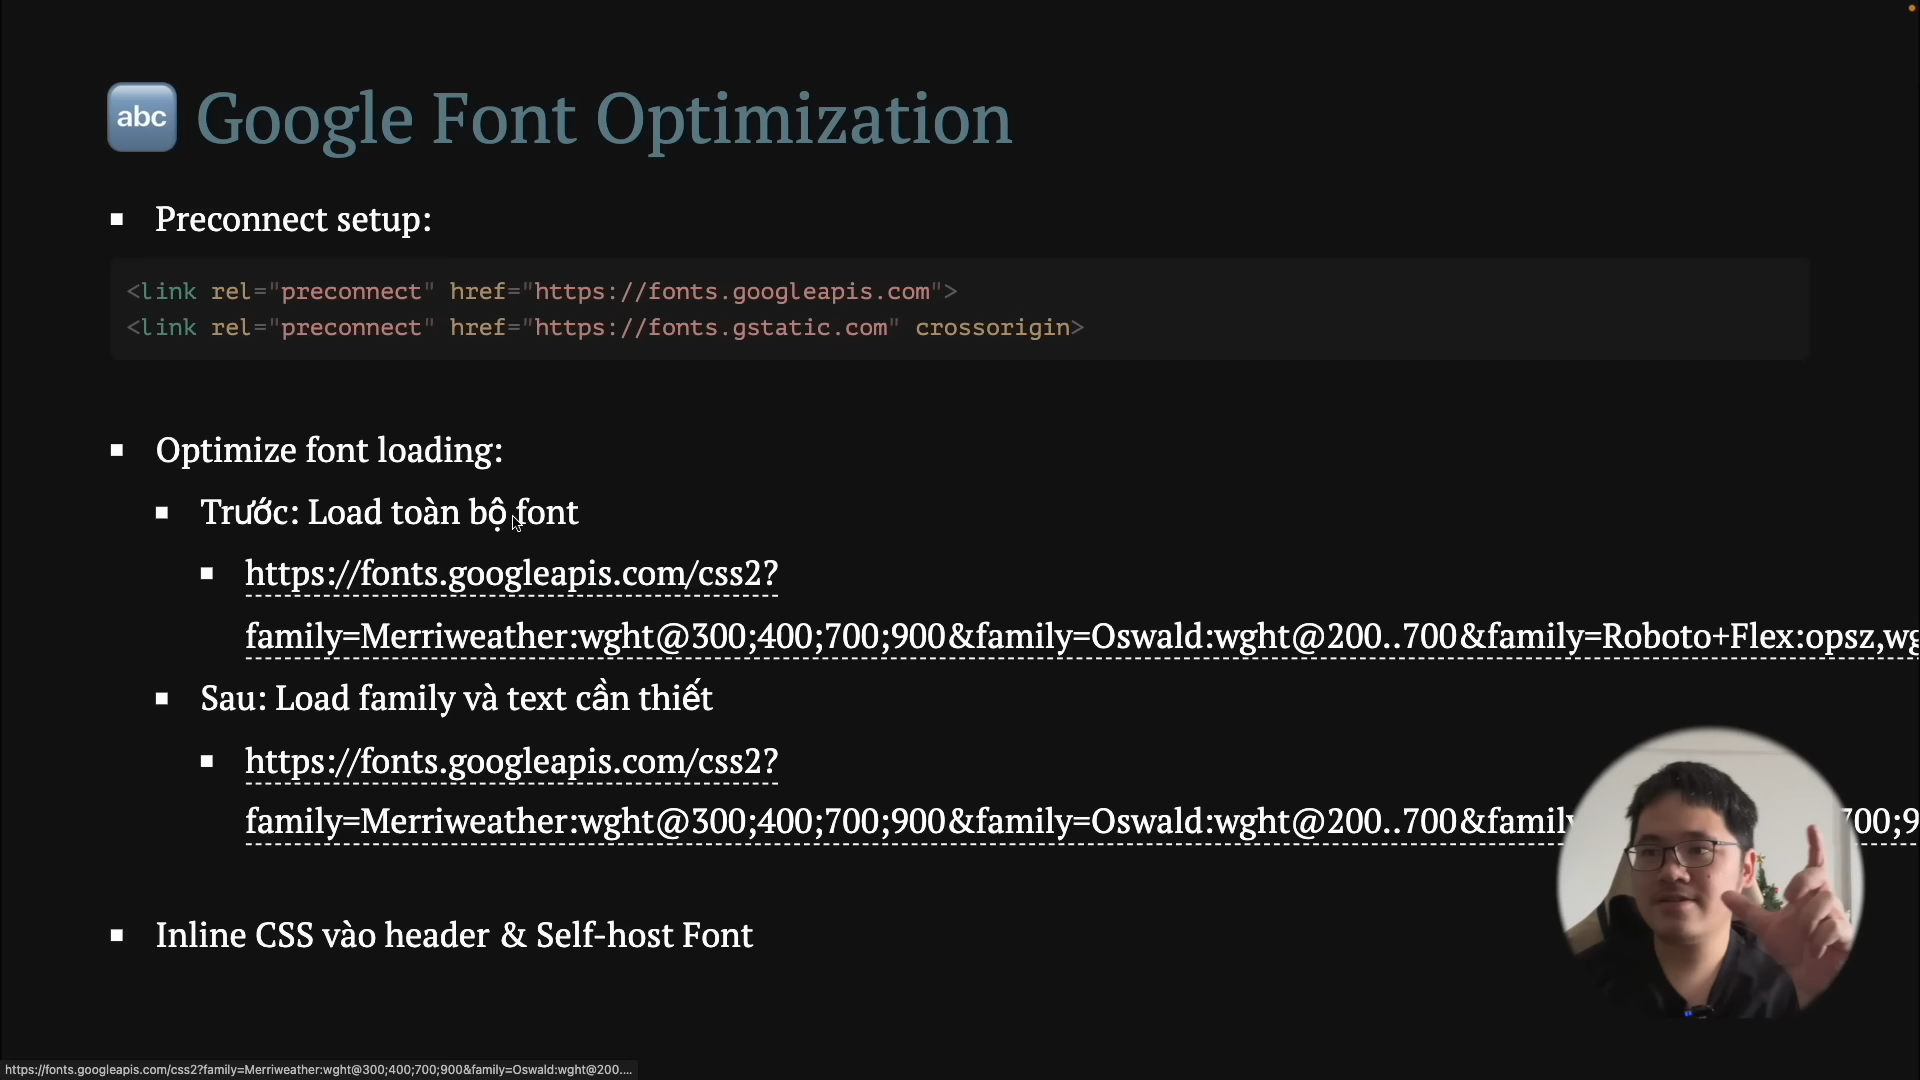 abc Google Font Optimization
Preconnect setup:
<link rel="preconnect" href="https://fonts.googleapis.com">
<link rel="preconnect" href="https://fonts.gstatic.com" crossorigin>
Optimize font loading:
Trước: Load toàn bộ font
https://fonts.googleapis.com/css2?
family=Merriweather:wght@300;400;700;900&family=Oswald:wght@200..700&family=Roboto+Flex:opsz,wg
Sau: Load family và text cần thiết
https://fonts.googleapis.com/css2?
family=Merriweather:wght@300;400;700;900&family=Oswald:wght@200..700&family 700;9
Inline CSS vào header & Self-host Font
https://fonts.googleapis.com/css2?family=Merriweather:wght@300;400;700;900&family=Oswald:wght@200....